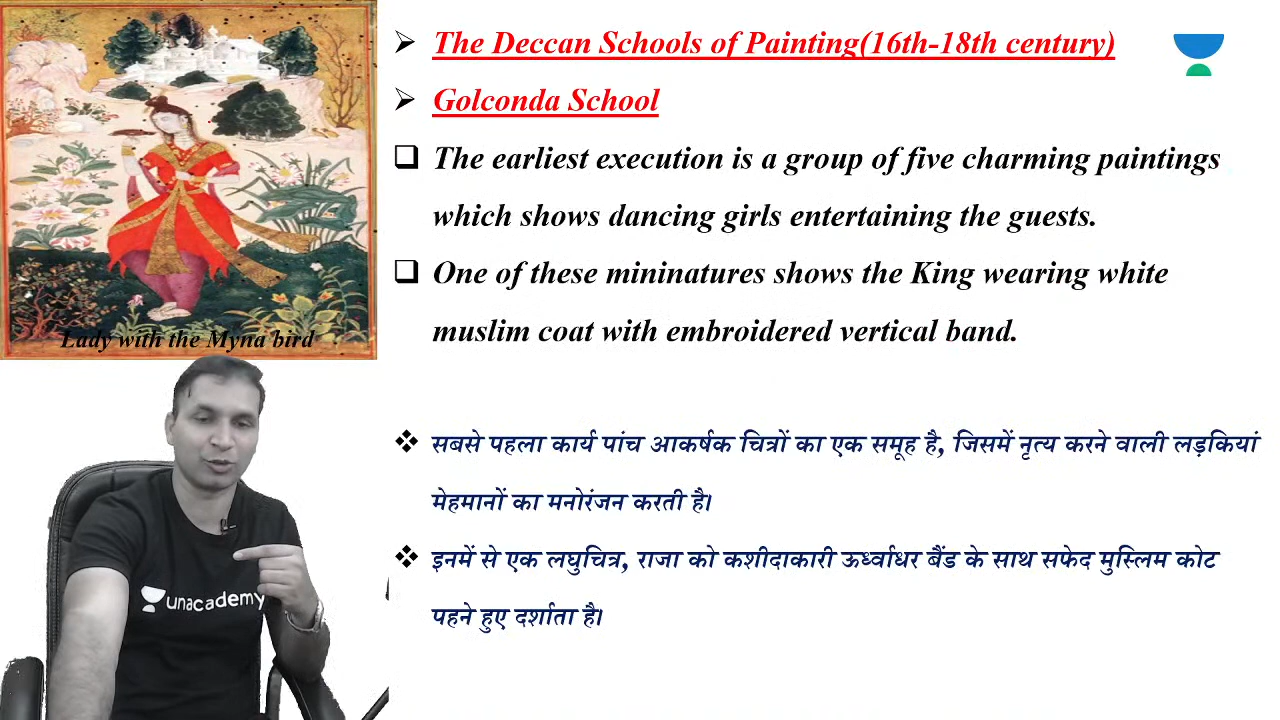 The Deccan Schools of Painting(16th-18th century)
Golconda School
The earliest execution is a group of five charming paintings
which shows dancing girls entertaining the guests.
One of these mininatures shows the King wearing white
muslim coat with embroidered vertical band.
Lady with the Myna bird
सबसे पहला कार्य पांच आकर्षक चित्रों का एक समूह है, जिसमें नृत्य करने वाली लड़कियां
मेहमानों का मनोरंजन करती है।
इनमें से एक लघुचित्र, राजा को कशीदाकारी ऊर्ध्वाधर बैंड के साथ सफेद मुस्लिम कोट
पहने हुए दर्शाता है।
unacademy